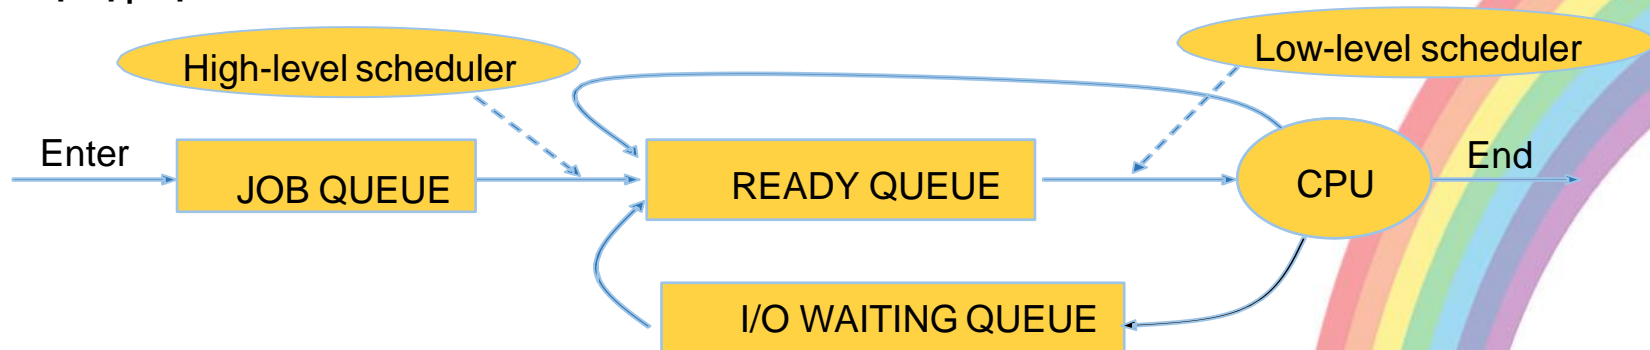 High-level scheduler
Low-level scheduler
Enter
JOB QUEUE
READY QUEUE
CPU
End
I/O WAITING QUEUE